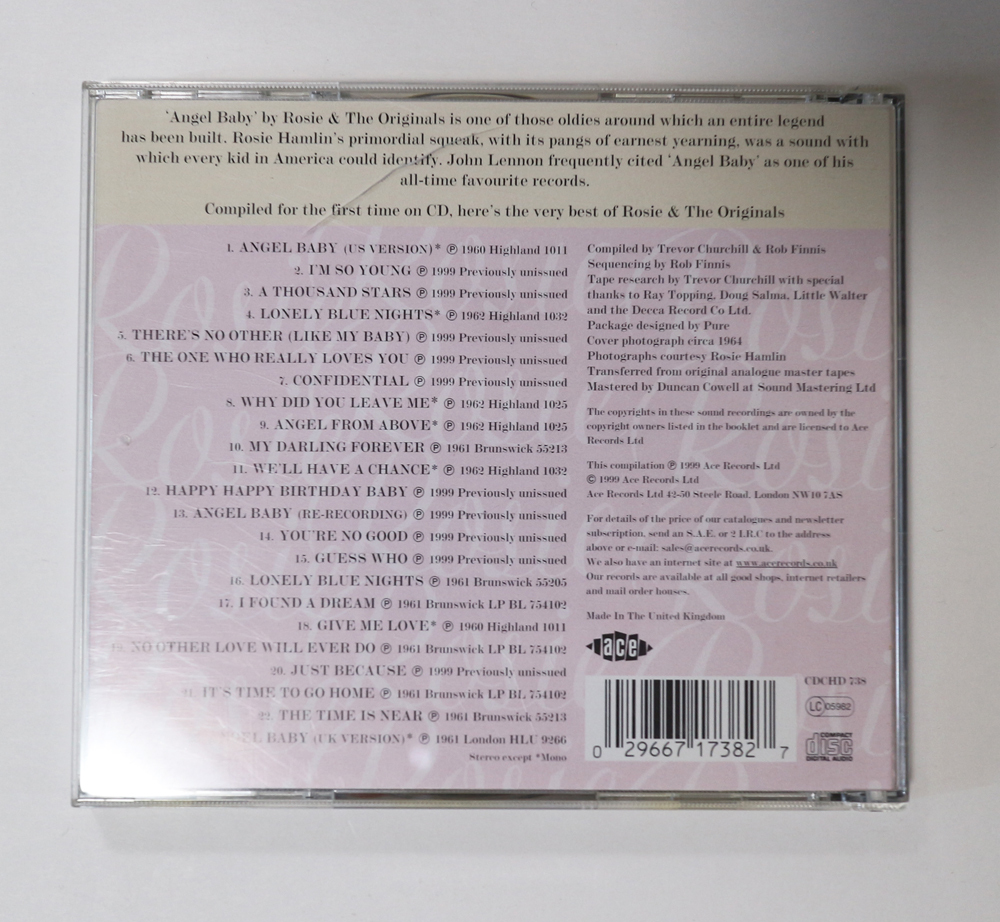 'Angel Baby' by Rosie & The Originals is one of those oldies around which an entire legend
has been built. Rosie Hamlin's primordial squeak, with its pangs of earnest yearning, was a sound with
which every kid in America could identify. John Lennon frequently cited 'Angel Baby' as one of his
all-time favourite records.
Compiled for the first time on CD, here's the very best of Rosie & The Originals
1. ANGEL BABY (US VERSION)* ℗ 1960 Highland 1011
2. I'M SO YOUNG ℗ 1999 Previously unissued
3. A THOUSAND STARS ℗ 1999 Previously unissued
4. LONELY BLUE NIGHTS* ℗ 1962 Highland 1032
5. THERE'S NO OTHER (LIKE MY BABY) ℗ 1999 Previously unissued
6. THE ONE WHO REALLY LOVES YOU ℗ 1999 Previously unissued
7. CONFIDENTIAL ℗ 1999 Previously unissued
8. WHY DID YOU LEAVE ME* ℗ 1962 Highland 1025
9. ANGEL FROM ABOVE* ℗ 1962 Highland 1025
10. MY DARLING FOREVER ℗ 1961 Brunswick 55213
11. WE'LL HAVE A CHANCE* ℗ 1962 Highland 1032
12. HAPPY HAPPY BIRTHDAY BABY ℗ 1999 Previously unissued
13. ANGEL BABY (RE-RECORDING) ℗ 1999 Previously unissued
14. YOU'RE NO GOOD ℗ 1999 Previously unissued
15. GUESS WHO ℗ 1999 Previously unissued
16. LONELY BLUE NIGHTS ℗ 1961 Brunswick 55205
17. I FOUND A DREAM ℗ 1961 Brunswick LP BL 754102
18. GIVE ME LOVE* ℗ 1960 Highland 1011
19. NO OTHER LOVE WILL EVER DO ℗ 1961 Brunswick LP BL 754102
20. JUST BECAUSE ℗ 1999 Previously unissued
21. IT'S TIME TO GO HOME ℗ 1961 Brunswick LP BL 754102
22. THE TIME IS NEAR ℗ 1961 Brunswick 55213
BABY (UK VERSION)* ℗ 1961 London HLU 9266
Stereo except *Mono
Compiled by Trevor Churchill & Rob Finnis
Sequencing by Rob Finnis
Tape research by Trevor Churchill with special
thanks to Ray Topping, Doug Salma, Little Walter
and the Decca Record Co Ltd.
Package designed by Pure
Cover photograph circa 1964
Photographs courtesy Rosie Hamlin
Transferred from original analogue master tapes
Mastered by Duncan Cowell at Sound Mastering Ltd
The copyrights in these sound recordings are owned by the
copyright owners listed in the booklet and are licensed to Ace
Records Ltd
This compilation ℗ 1999 Ace Records Ltd
© 1999 Ace Records Ltd
Ace Records Ltd 42-50 Steele Road, London NW10 7AS
For details of the price of our catalogues and newsletter
subscription, send an S.A.E. or 2 I.R.C to the address
above or e-mail: sales@acerecords.co.uk.
We also have an internet site at www.acerecords.co.uk
Our records are available at all good shops, internet retailers
and mail order houses.
Made In The United Kingdom
ace
CDCHD 738
LC 05982
COMPACT
disc
DIGITAL AUDIO
0 29667 17382 7